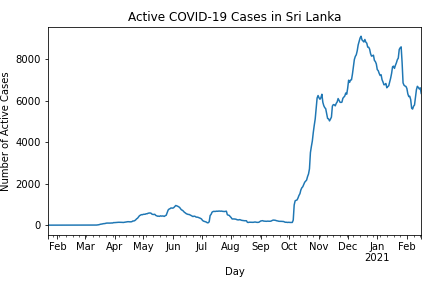 Active COVID-19 Cases in Sri Lanka
Number of Active Cases
8000
6000
4000
2000
0
Feb Mar Apr May Jun Jul Aug Sep Oct Nov Dec Jan Feb
2021
Day